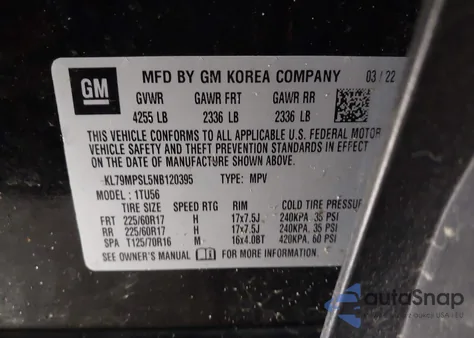 GM
MFD BY GM KOREA COMPANY 03 / 22
GVWR GAWR FRT GAWR RR
4255 LB 2336 LB 2336 LB
THIS VEHICLE CONFORMS TO ALL APPLICABLE U.S. FEDERAL MOTOR
VEHICLE SAFETY, BUMPER, AND THEFT PREVENTION STANDARDS IN
EFFECT ON THE DATE OF MANUFACTURE SHOWN ABOVE.
KL79MPSL5NB120395 TYPE: MPV
MODEL : 1TU56
TIRE SIZE SPEED RTG RIM COLD TIRE PRESSURE
FRT 225/60R17 H 17x7.5J 240KPA, 35 PSI
RR 225/60R17 H 17x7.5J 240KPA, 35 PSI
SPA T125/70R16 M 16x4.0BT 420KPA, 60 PSI
SEE OWNER'S MANUAL FOR MORE INFORMATION.
autoSnap